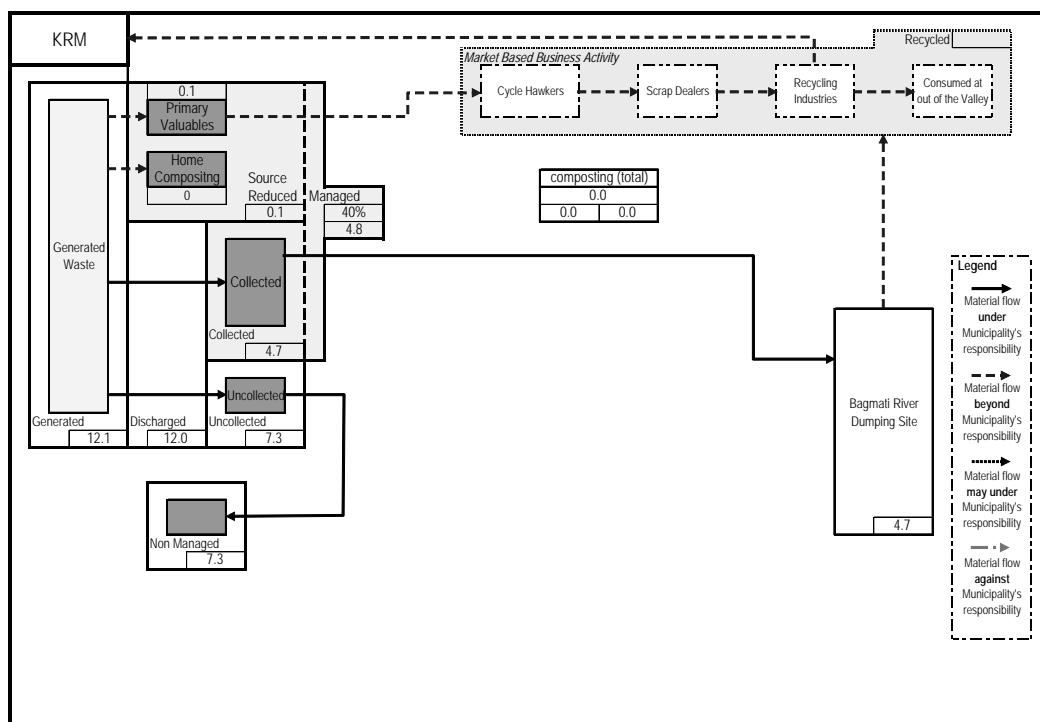 KRM
Recycled
Market Based Business Activity
Cycle Hawkers
Scrap Dealers
Recycling
Industries
Consumed at
out of the Valley
0.1
Primary
Valuables
Home
Compositng
0
Source
Reduced
0.1
Managed
40%
4.8
composting (total)
0.0
0.0
0.0
Generated
Waste
Collected
Collected
4.7
Uncollected
Generated
12.1
Discharged
12.0
Uncollected
7.3
Non Managed
7.3
Bagmati River
Dumping Site
4.7
Legend
Material flow
under
Municipality's
responsibility
Material flow
beyond
Municipality's
responsibility
Material flow
may under
Municipality's
responsibility
Material flow
against
Municipality's
responsibility